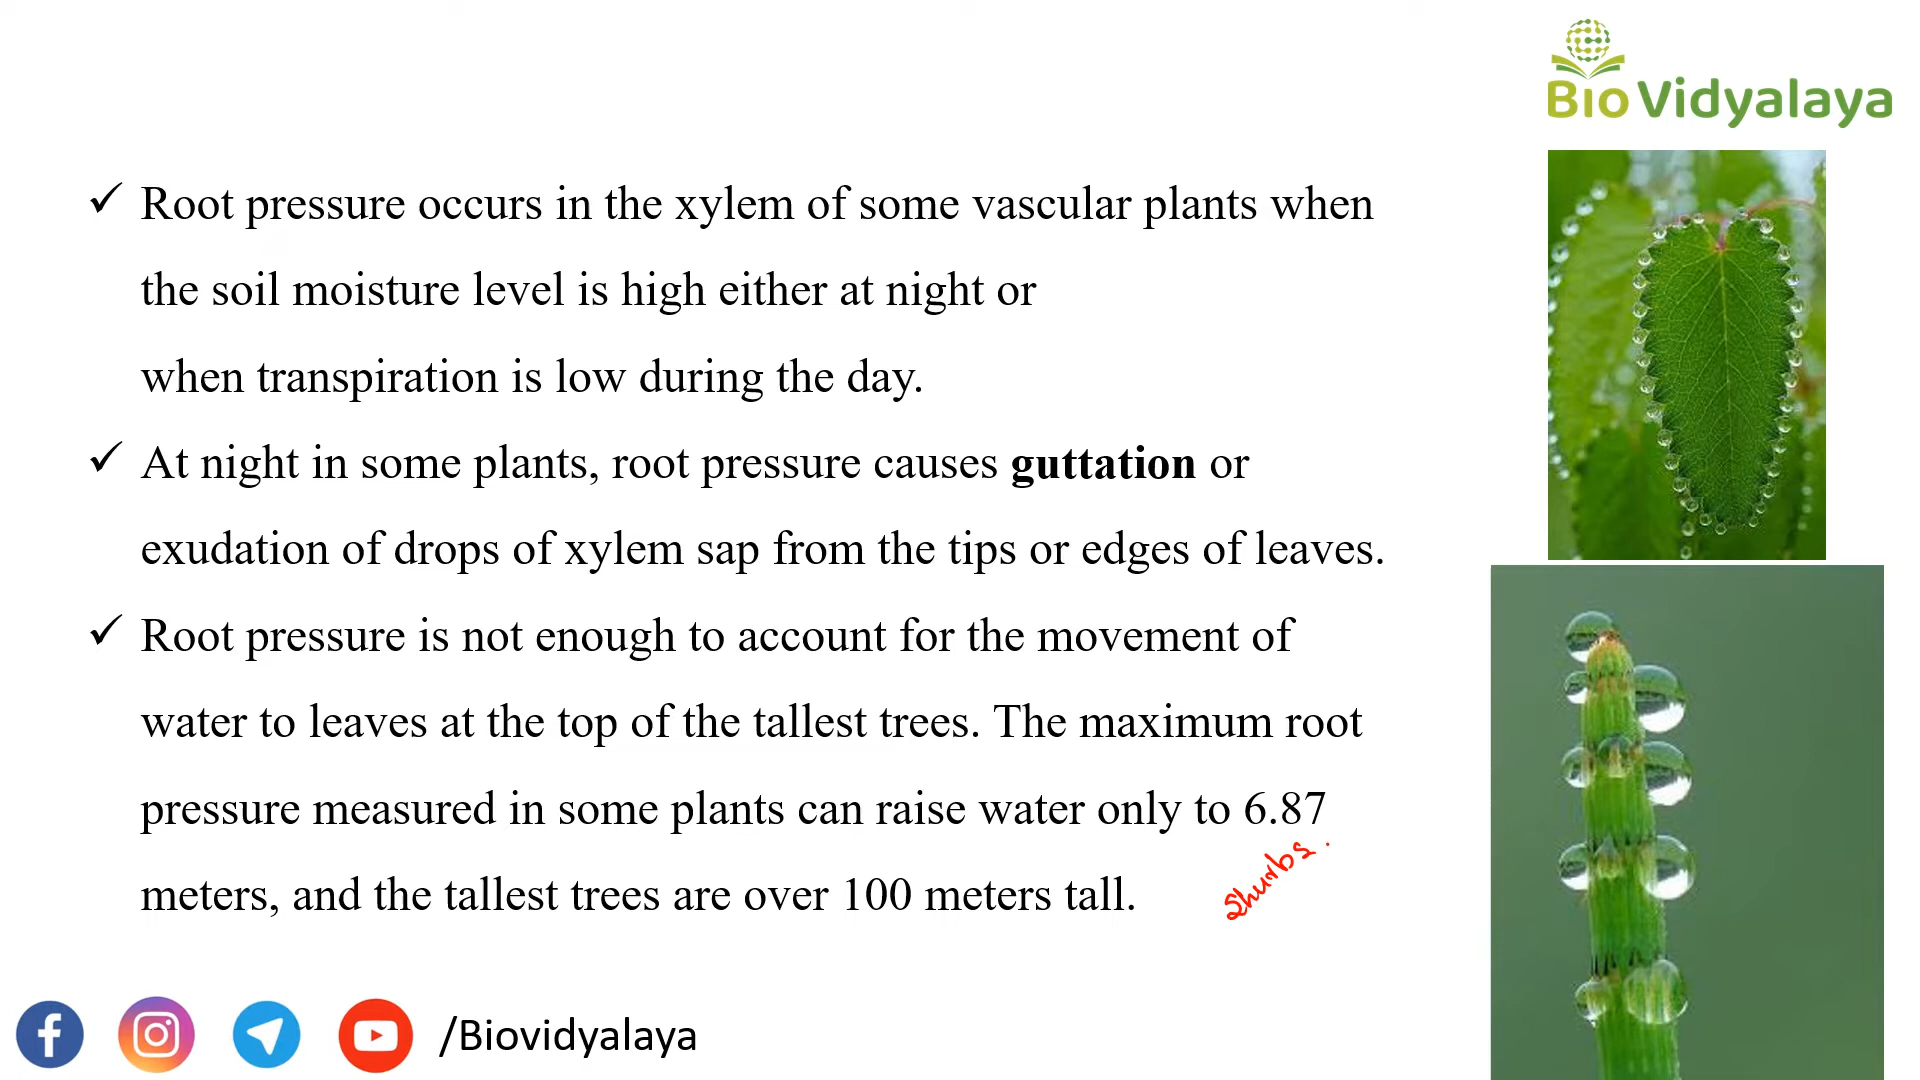 Bio Vidyalaya
✓ Root pressure occurs in the xylem of some vascular plants when
the soil moisture level is high either at night or
when transpiration is low during the day.
✓ At night in some plants, root pressure causes guttation or
exudation of drops of xylem sap from the tips or edges of leaves.
✓ Root pressure is not enough to account for the movement of
water to leaves at the top of the tallest trees. The maximum root
pressure measured in some plants can raise water only to 6.87
meters, and the tallest trees are over 100 meters tall.
Shurbs.
/Biovidyalaya